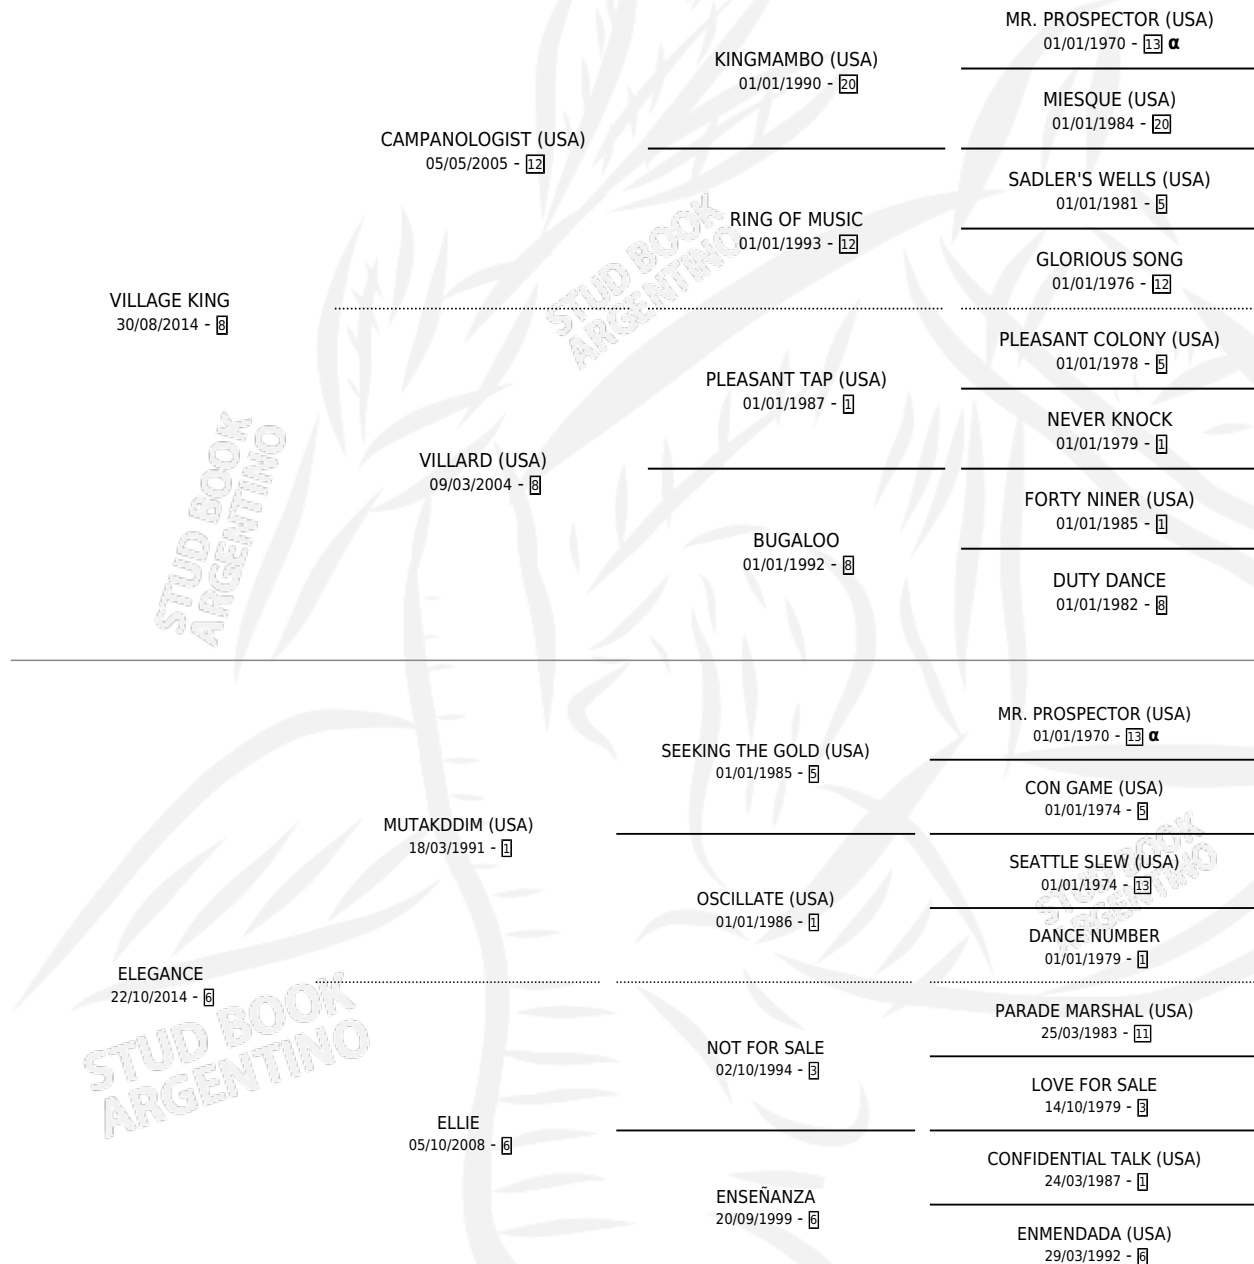 MR. PROSPECTOR (USA)
01/01/1970 - 13 α
KINGMAMBO (USA)
01/01/1990 - 20
MIESQUE (USA)
01/01/1984 - 20
CAMPANOLOGIST (USA)
05/05/2005 - 12
SADLER'S WELLS (USA)
01/01/1981 - 5
RING OF MUSIC
01/01/1993 - 12
GLORIOUS SONG
01/01/1976 - 12
VILLAGE KING
30/08/2014 - 8
PLEASANT COLONY (USA)
01/01/1978 - 5
PLEASANT TAP (USA)
01/01/1987 - 1
NEVER KNOCK
01/01/1979 - 1
VILLARD (USA)
09/03/2004 - 8
FORTY NINER (USA)
01/01/1985 - 1
BUGALOO
01/01/1992 - 8
DUTY DANCE
01/01/1982 - 8
STUD BOOK
ARGENTINO
STUD BOOK
ARGENTINO
MR. PROSPECTOR (USA)
01/01/1970 - 13 α
SEEKING THE GOLD (USA)
01/01/1985 - 5
CON GAME (USA)
01/01/1974 - 5
MUTAKDDIM (USA)
18/03/1991 - 1
SEATTLE SLEW (USA)
01/01/1974 - 13
OSCILLATE (USA)
01/01/1986 - 1
DANCE NUMBER
01/01/1979 - 1
ELEGANCE
22/10/2014 - 6
PARADE MARSHAL (USA)
25/03/1983 - 11
NOT FOR SALE
02/10/1994 - 3
LOVE FOR SALE
14/10/1979 - 3
ELLIE
05/10/2008 - 6
CONFIDENTIAL TALK (USA)
24/03/1987 - 1
ENSEÑANZA
20/09/1999 - 6
ENMENDADA (USA)
29/03/1992 - 6
STUD BOOK
ARGENTINO
STUD BOOK
ARGENTINO